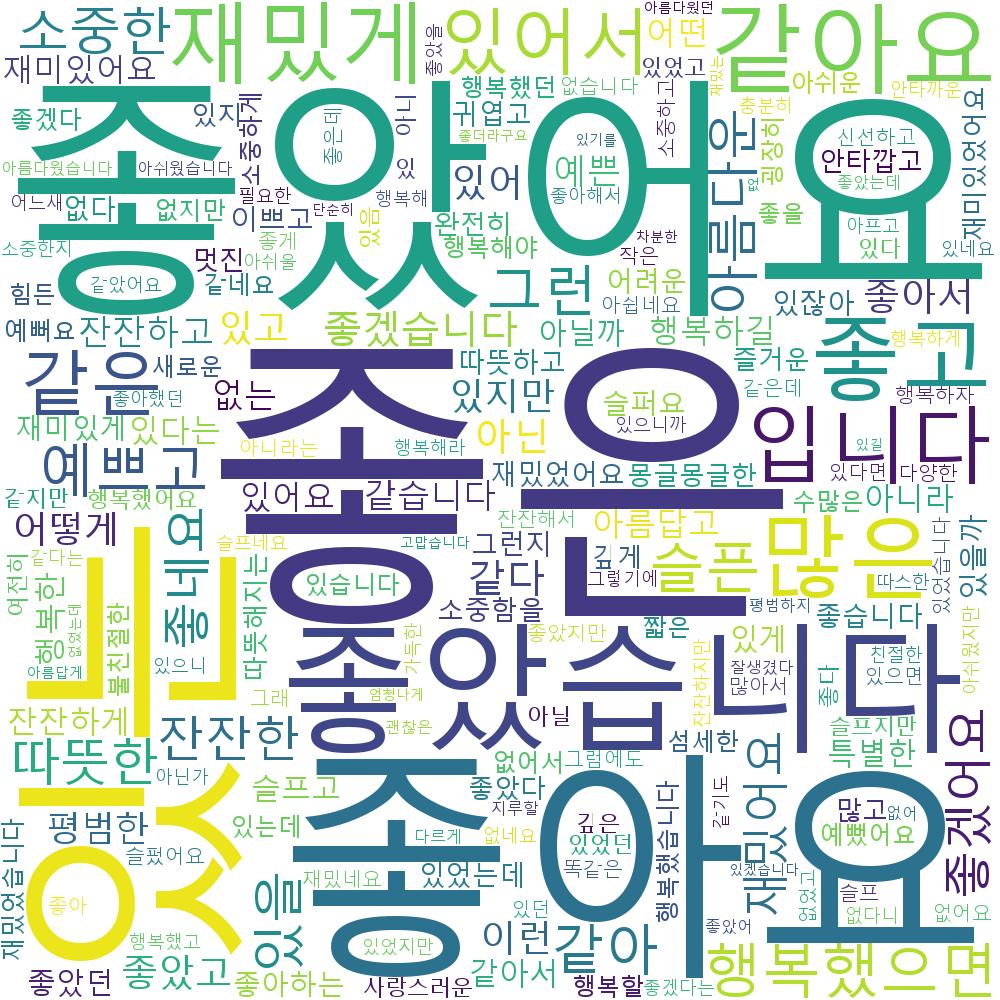 소중한
재밌게
있어서
아름다웠던
어떤
같아요
재미있어요
좋았을
있었고
재밌는
좋았어요
좋겠다
있지
소중하게
행복했던
없습니다
귀엽고
좋더라구요
아니
좋은데
있기를
예쁜
좋아해서
소중하고
아름다운
아쉬운
안타까운
충분히
굉장히
신선하고
안타깝고
좋았는데
아프고
있다
재미있었어요
있네요
아름다웠습니다
아쉬웠습니다
어느새
없다
없지만
필요한
단순히
이쁘고
있
행복해
있어
완전히
있음
행복해야
차분한
작은
없
좋을
소중한지
멋진
좋게
아쉬울
힘든
같았어요
같네요
그런
어려운
아쉽네요
있잖아
좋아서
예뻐요
잔잔하고
있고
좋겠습니다
아닐까
행복하길
즐거운
좋고
행복하게
같은
새로운
좋아했던
없는
좋은
따뜻하고
있지만
슬퍼요
있으니까
같은데
행복하자
재미있게
있다는
아니라는
행복해라
아닌
입니다
있길
예쁘고
재밌었어요
몽글몽글한
있다면
다양한
같지만
행복했어요
있어요
같습니다
수많은
아니라
어떻게
좋네요
슬프네요
고맙습니다
잔잔해서
그런지
아름답고
깊게
슬픈
많은
있었습니다
있을까
여전히
같다는
행복한
없었는데
아름답게
불친절한
따뜻해지는
있으니
있습니다
같다
그렇기에
따스한
소중함을
평범하지
좋습니다
느낌
좋았습니다
가득한
좋았지만
짧은
있게
잘생겼다
많아서
좋다
친절한
있으면
아쉬웠지만
잔잔하지만
잔잔하게
잔잔한
그래
엄청나게
괜찮은
아닐
슬프지만
특별한
좋겠어요
따뜻한
아닌가
슬프고
없어서
그럼에도
섬세한
재밌어요
있
좋아요
좋았다
지루할
같기도
많고
없어
예뻤어요
평범한
있는데
다르게
없네요
깊은
있었던
똑같은
행복했습니다
있겠습니다
재밌었습니다
슬펐어요
좋아
있을
재밌네요
있었는데
있던
없었고
슬프
없다니
없어요
행복했고
있었지만
이런
같아
좋았어
행복했으면
좋았던
좋았고
좋아하는
사랑스러운
같아서
행복할
좋겠다는